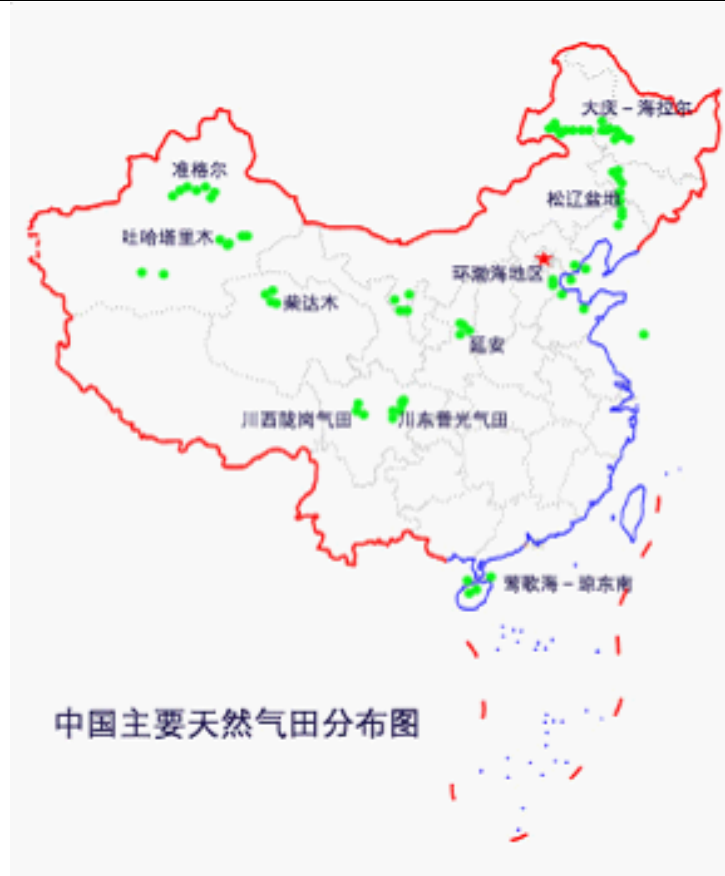 大庆－海拉尔
准格尔
松辽盆地
吐哈塔里木
环渤海地区
柴达木
延安
川西陇岗气田
川东普光气田
莺歌海－琼东南
中国主要天然气田分布图